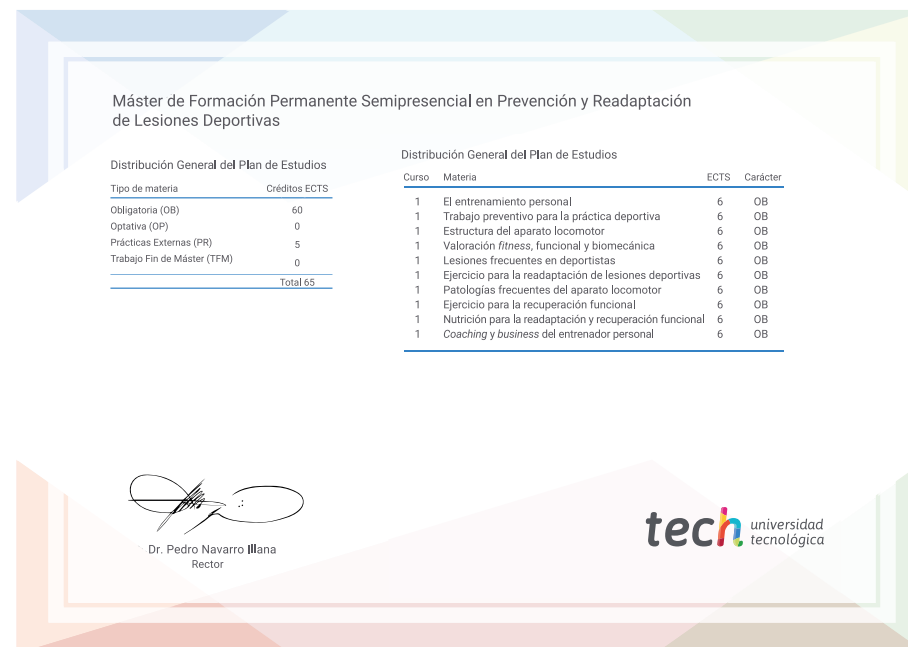 Máster de Formación Permanente Semipresencial en Prevención y Readaptación
de Lesiones Deportivas
Distribución General del Plan de Estudios
Tipo de materia Créditos ECTS
Obligatoria (OB) 60
Optativa (OP) 0
Prácticas Externas (PR) 5
Trabajo Fin de Máster (TFM) 0
Total 65
Distribución General del Plan de Estudios
Curso Materia ECTS Carácter
1 El entrenamiento personal 6 OB
1 Trabajo preventivo para la práctica deportiva 6 OB
1 Estructura del aparato locomotor 6 OB
1 Valoración fitness, funcional y biomecánica 6 OB
1 Lesiones frecuentes en deportistas 6 OB
1 Ejercicio para la readaptación de lesiones deportivas 6 OB
1 Patologías frecuentes del aparato locomotor 6 OB
1 Ejercicio para la recuperación funcional 6 OB
1 Nutrición para la readaptación y recuperación funcional 6 OB
1 Coaching y business del entrenador personal 6 OB
Dr. Pedro Navarro Illana
Rector
tech universidad
tecnológica